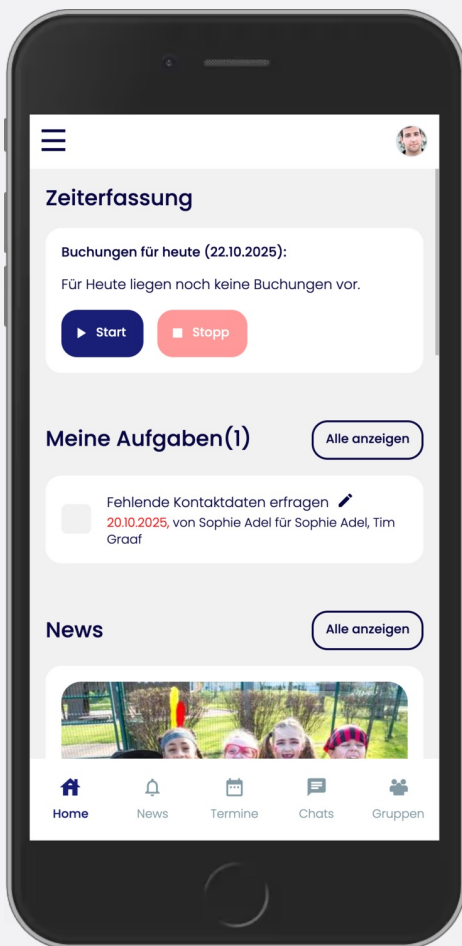 Zeiterfassung
Buchungen für heute (22.10.2025):
Für Heute liegen noch keine Buchungen vor.
Start
Stopp
Meine Aufgaben(1)
Alle anzeigen
Fehlende Kontaktdaten erfragen
20.10.2025, von Sophie Adel für Sophie Adel, Tim
Graaf
News
Alle anzeigen
Home
News
Termine
Chats
Gruppen